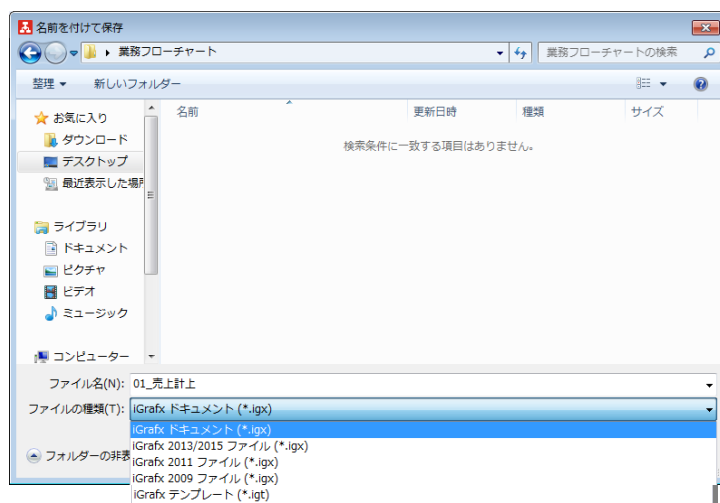 名前を付けて保存
業務フローチャート
業務フローチャートの検索
整理
新しいフォルダー
名前
更新日時
種類
サイズ
検索条件に一致する項目はありません。
お気に入り
ダウンロード
デスクトップ
最近表示した場所
ライブラリ
ドキュメント
ピクチャ
ビデオ
ミュージック
コンピューター
ファイル名(N): 01_売上計上
ファイルの種類(T): iGrafx ドキュメント (*.igx)
iGrafx ドキュメント (*.igx)
iGrafx 2013/2015 ファイル (*.igx)
iGrafx 2011 ファイル (*.igx)
フォルダーの非表
iGrafx 2009 ファイル (*.igx)
iGrafx テンプレート (*.igt)